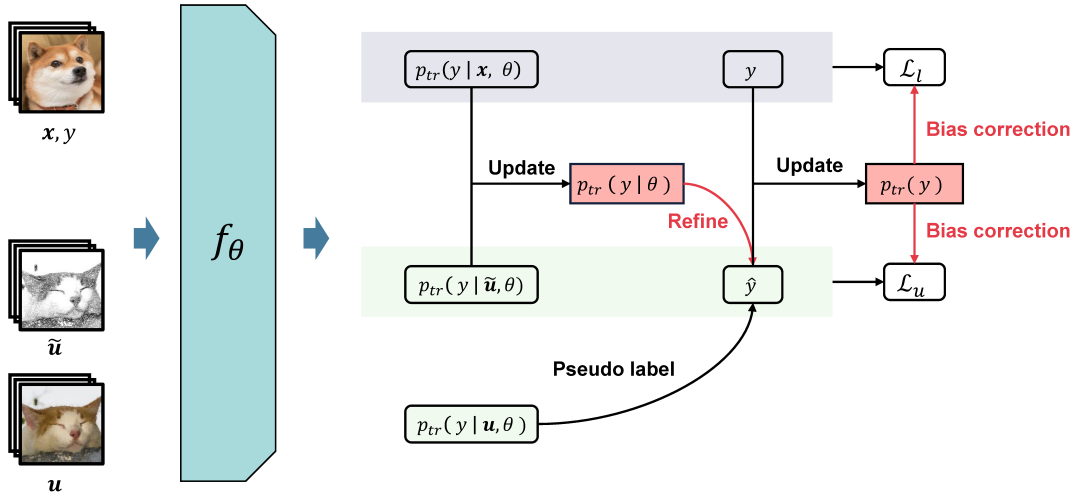 x, y
ũ
u
f_θ
p_tr(y | x, θ)
y
ℒ_l
Bias correction
Update
p_tr(y | θ)
Update
p_tr(y)
Refine
Bias correction
p_tr(y | ũ, θ)
ŷ
ℒ_u
Pseudo label
p_tr(y | u, θ)